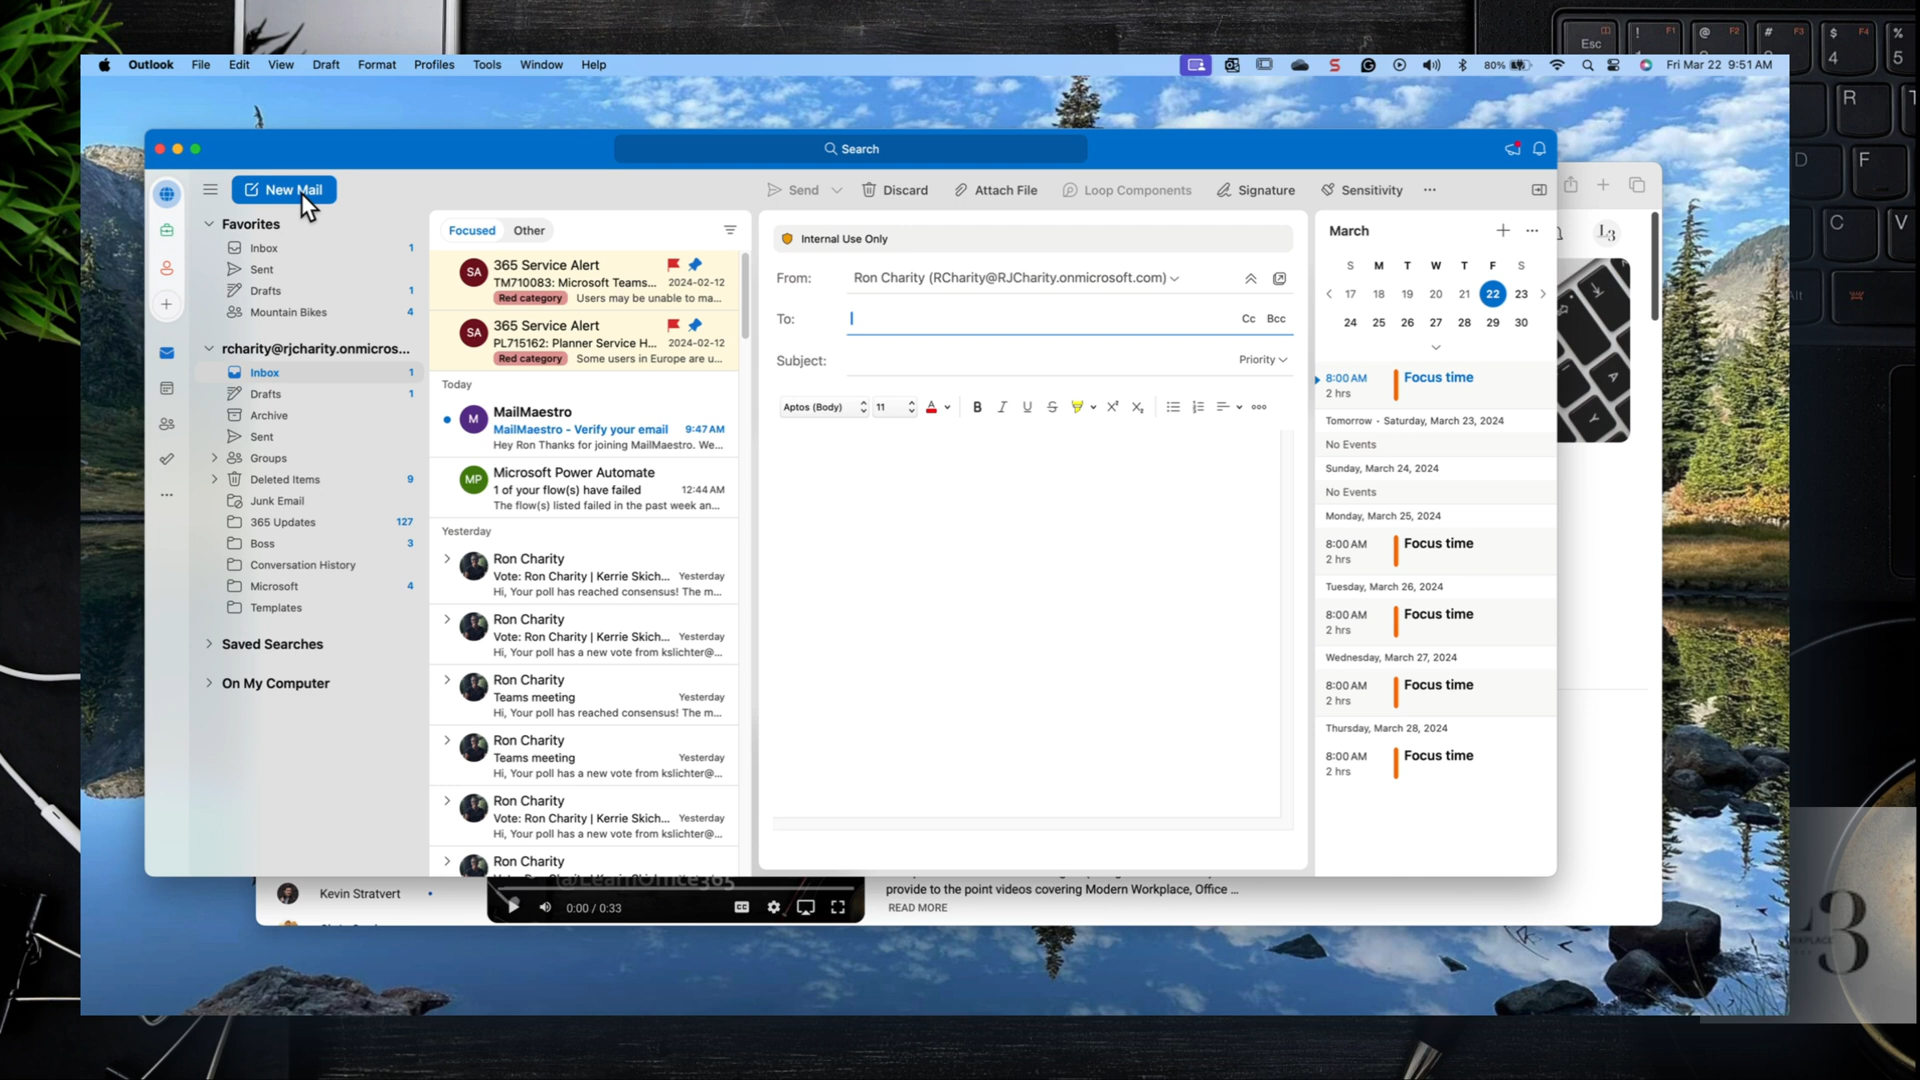 Outlook File Edit View Draft Format Profiles Tools Window Help
80% Fri Mar 22 9:51 AM
Search
New Mail
Send Discard Attach File Loop Components Signature Sensitivity
Favorites
Inbox 1
Sent
Drafts 1
Mountain Bikes 4
rcharity@rjcharity.onmicros...
Inbox 1
Drafts 1
Archive
Sent
Groups
Deleted Items 9
Junk Email
365 Updates 127
Boss 3
Conversation History
Microsoft 4
Templates
Saved Searches
On My Computer
Focused Other
SA
365 Service Alert
TM710083: Microsoft Teams... 2024-02-12
Red category Users may be unable to ma...
SA
365 Service Alert
PL715162: Planner Service H... 2024-02-12
Red category Some users in Europe are u...
Today
M
MailMaestro
MailMaestro - Verify your email 9:47 AM
Hey Ron Thanks for joining MailMaestro. We...
MP
Microsoft Power Automate
1 of your flow(s) have failed 12:44 AM
The flow(s) listed failed in the past week an...
Yesterday
Ron Charity
Vote: Ron Charity | Kerrie Skich... Yesterday
Hi, Your poll has reached consensus! The m...
Ron Charity
Vote: Ron Charity | Kerrie Skich... Yesterday
Hi, Your poll has a new vote from kslichter@...
Ron Charity
Teams meeting Yesterday
Hi, Your poll has reached consensus! The m...
Ron Charity
Teams meeting Yesterday
Hi, Your poll has a new vote from kslichter@...
Ron Charity
Vote: Ron Charity | Kerrie Skich... Yesterday
Hi, Your poll has a new vote from kslichter@...
Ron Charity
Internal Use Only
From: Ron Charity (RCharity@RJCharity.onmicrosoft.com)
To: Cc Bcc
Subject: Priority
Aptos (Body) 11 A B I U S X² X₂
March
S M T W T F S
17 18 19 20 21 22 23
24 25 26 27 28 29 30
8:00 AM Focus time
2 hrs
Tomorrow - Saturday, March 23, 2024
No Events
Sunday, March 24, 2024
No Events
Monday, March 25, 2024
8:00 AM Focus time
2 hrs
Tuesday, March 26, 2024
8:00 AM Focus time
2 hrs
Wednesday, March 27, 2024
8:00 AM Focus time
2 hrs
Thursday, March 28, 2024
8:00 AM Focus time
2 hrs
L3
Kevin Stratvert
@LearnOffice365
0:00 / 0:33
provide to the point videos covering Modern Workplace, Office ...
READ MORE
Esc ! F1 @ F2 # F3 $ F4 %
4 5
R T
D F
C V
Alt
A
L3